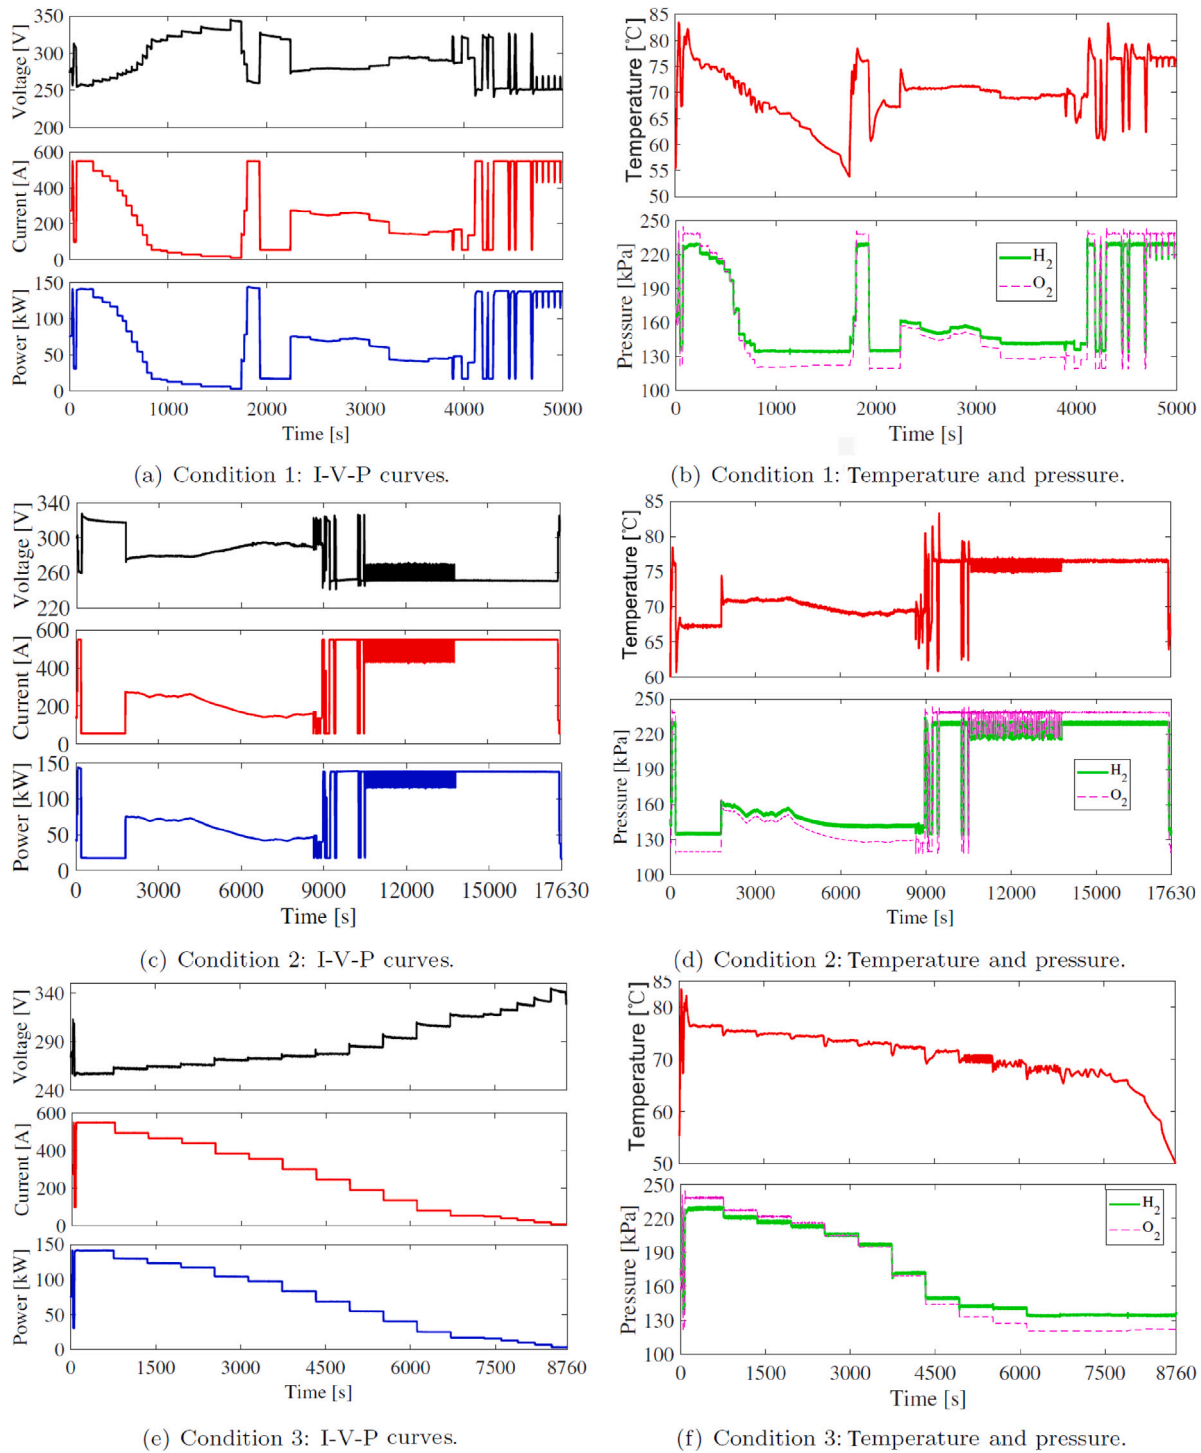 350
300
250
200
Voltage [V]
600
400
200
0
Current [A]
150
100
50
0
Power [kW]
0 1000 2000 3000 4000 5000
Time [s]
85
80
75
70
65
60
55
50
Temperature [℃]
250
220
190
160
130
100
Pressure [kPa]
H2
O2
0 1000 2000 3000 4000 5000
Time [s]
(a) Condition 1: I-V-P curves.
(b) Condition 1: Temperature and pressure.
340
300
260
220
Voltage [V]
600
400
200
0
Current [A]
150
100
50
0
Power [kW]
0 3000 6000 9000 12000 15000 17630
Time [s]
85
80
75
70
65
60
Temperature [℃]
250
220
190
160
130
100
Pressure [kPa]
H2
O2
0 3000 6000 9000 12000 15000 17630
Time [s]
(c) Condition 2: I-V-P curves.
(d) Condition 2: Temperature and pressure.
340
290
240
Voltage [V]
600
400
200
0
Current [A]
150
100
50
0
Power [kW]
0 1500 3000 4500 6000 7500 8760
Time [s]
85
80
70
60
50
Temperature [℃]
250
220
190
160
130
100
Pressure [kPa]
H2
O2
0 1500 3000 4500 6000 7500 8760
Time [s]
(e) Condition 3: I-V-P curves.
(f) Condition 3: Temperature and pressure.